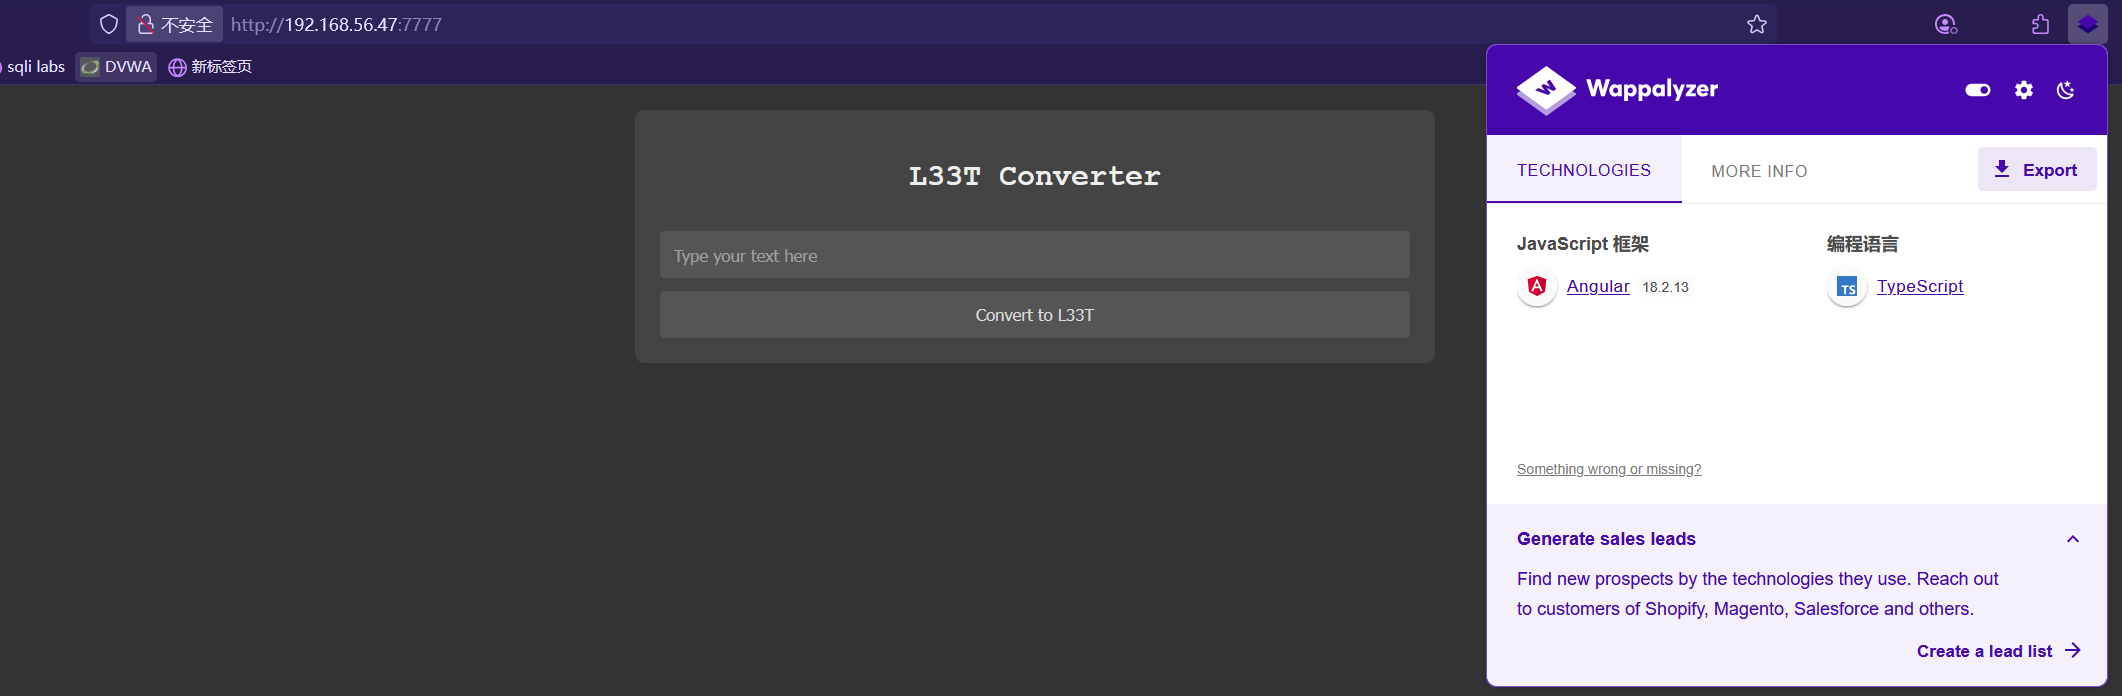 不安全
http://192.168.56.47:7777
sqli labs
DVWA
新标签页
L33T Converter
Type your text here
Convert to L33T
Wappalyzer
TECHNOLOGIES
MORE INFO
Export
JavaScript 框架
Angular 18.2.13
编程语言
TypeScript
Something wrong or missing?
Generate sales leads
Find new prospects by the technologies they use. Reach out
to customers of Shopify, Magento, Salesforce and others.
Create a lead list